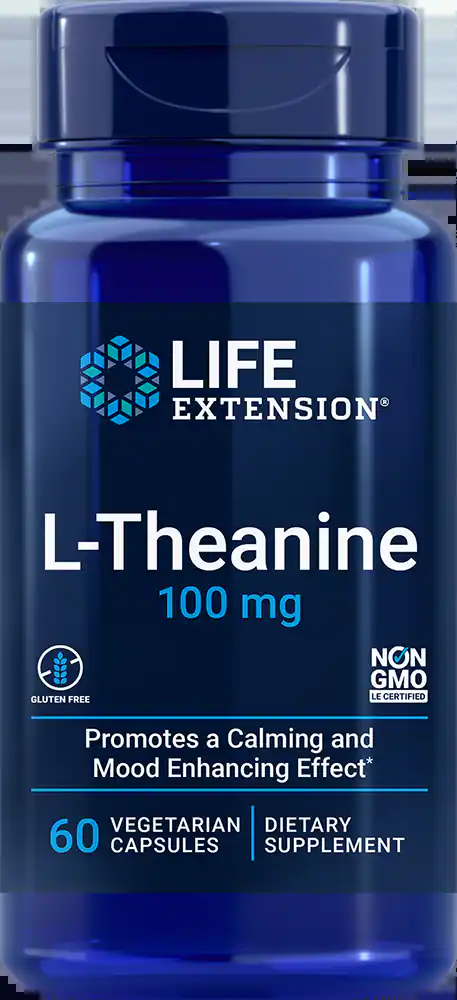 LIFE
EXTENSION®
L-Theanine
100 mg
GLUTEN FREE
NON
GMO
LE CERTIFIED
Promotes a Calming and
Mood Enhancing Effect*
60 VEGETARIAN CAPSULES
DIETARY SUPPLEMENT